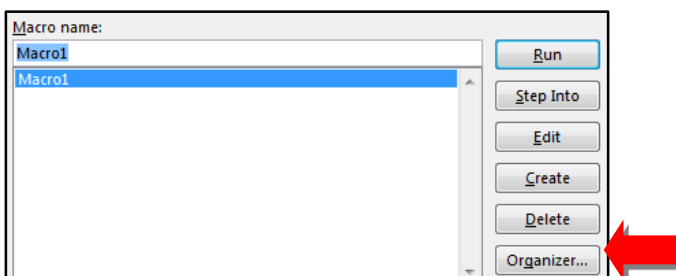 Macro name:
Macro1
Run
Macro1
Step Into
Edit
Create
Delete
Organizer...